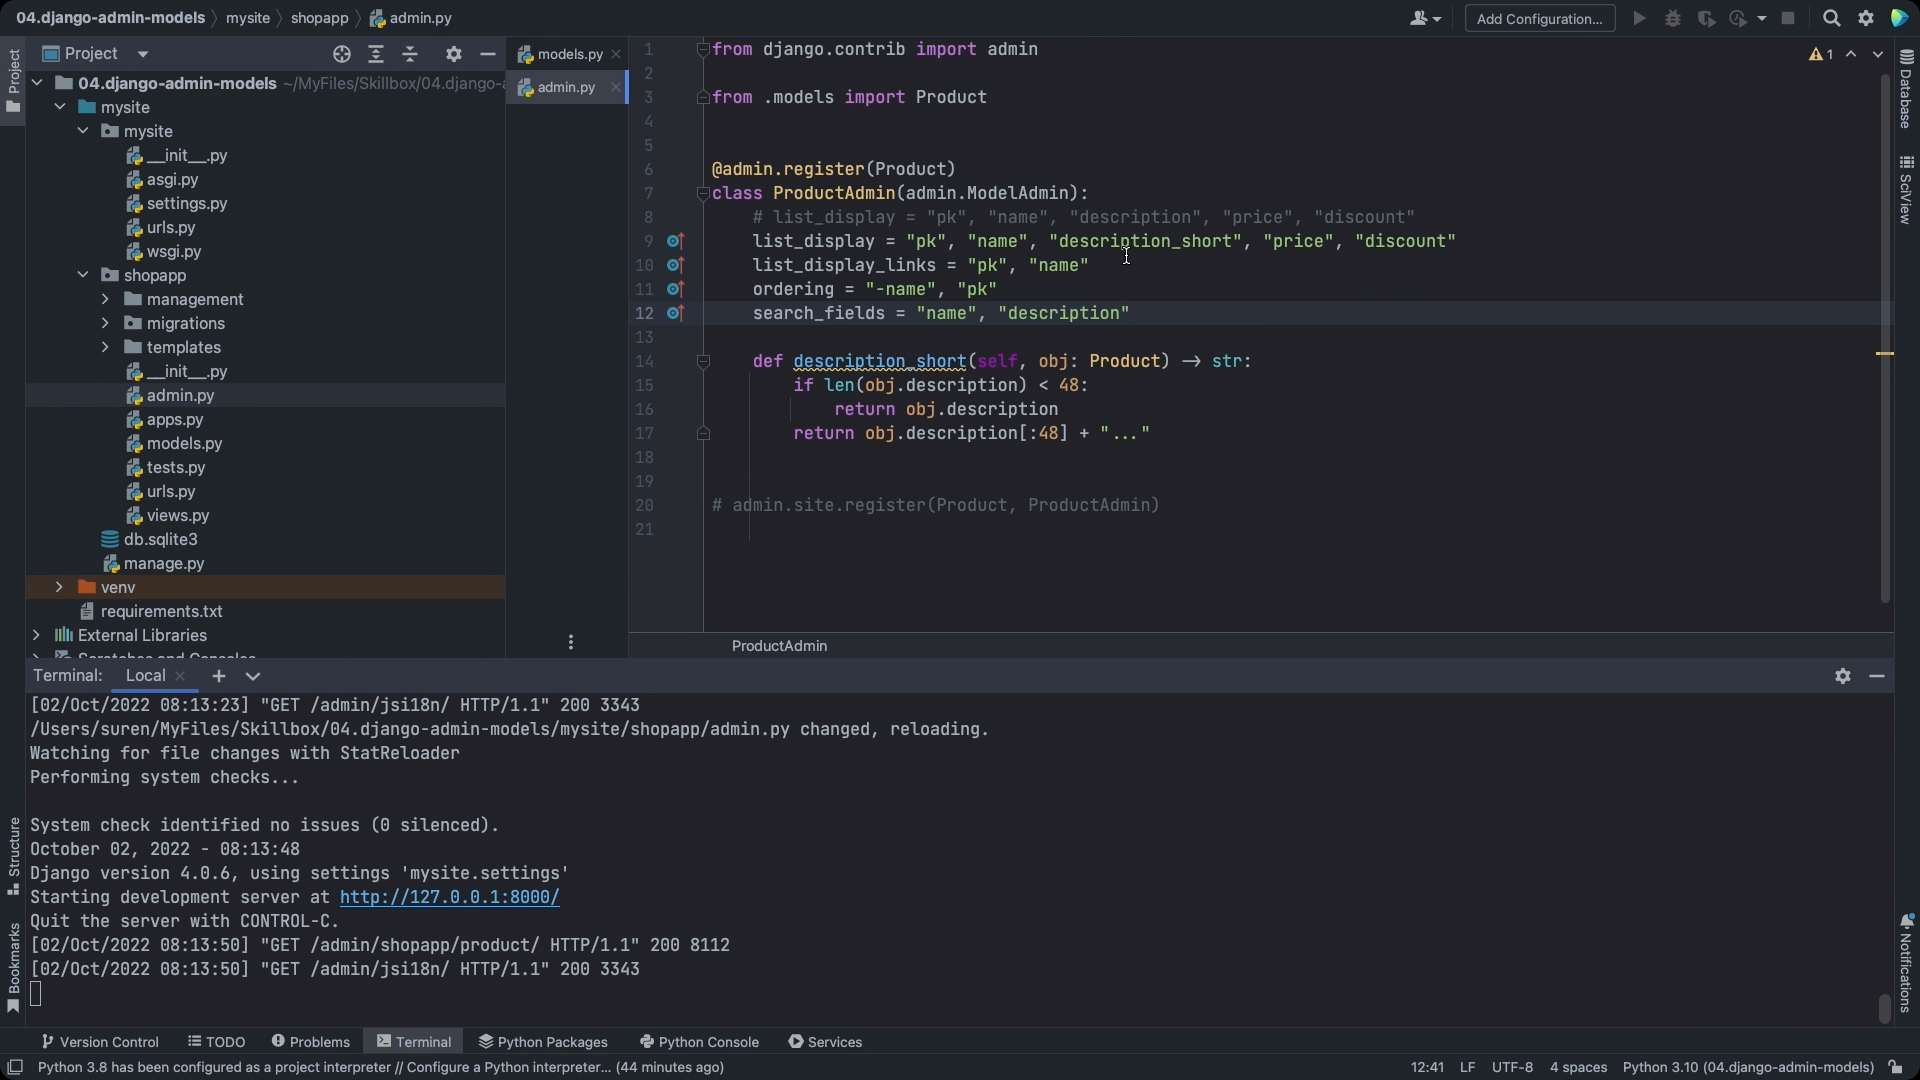 04.django-admin-models mysite shopapp admin.py
Add Configuration...
Project
Project
04.django-admin-models ~/MyFiles/Skillbox/04.django-
mysite
mysite
__init__.py
asgi.py
settings.py
urls.py
wsgi.py
shopapp
management
migrations
templates
__init__.py
admin.py
apps.py
models.py
tests.py
urls.py
views.py
db.sqlite3
manage.py
venv
requirements.txt
External Libraries
Scratches and Consoles
models.py
admin.py
1 from django.contrib import admin
2
3 from .models import Product
4
5
6 @admin.register(Product)
7 class ProductAdmin(admin.ModelAdmin):
8 # list_display = "pk", "name", "description", "price", "discount"
9 list_display = "pk", "name", "description_short", "price", "discount"
10 list_display_links = "pk", "name"
11 ordering = "-name", "pk"
12 search_fields = "name", "description"
13
14 def description_short(self, obj: Product) → str:
15 if len(obj.description) < 48:
16 return obj.description
17 return obj.description[:48] + "..."
18
19
20 # admin.site.register(Product, ProductAdmin)
21
1
ProductAdmin
Database
SciView
Notifications
Structure
Bookmarks
Terminal: Local
[02/Oct/2022 08:13:23] "GET /admin/jsi18n/ HTTP/1.1" 200 3343
/Users/suren/MyFiles/Skillbox/04.django-admin-models/mysite/shopapp/admin.py changed, reloading.
Watching for file changes with StatReloader
Performing system checks...
System check identified no issues (0 silenced).
October 02, 2022 - 08:13:48
Django version 4.0.6, using settings 'mysite.settings'
Starting development server at http://127.0.0.1:8000/
Quit the server with CONTROL-C.
[02/Oct/2022 08:13:50] "GET /admin/shopapp/product/ HTTP/1.1" 200 8112
[02/Oct/2022 08:13:50] "GET /admin/jsi18n/ HTTP/1.1" 200 3343
Version Control TODO Problems Terminal Python Packages Python Console Services
Python 3.8 has been configured as a project interpreter // Configure a Python interpreter... (44 minutes ago) 12:41 LF UTF-8 4 spaces Python 3.10 (04.django-admin-models)